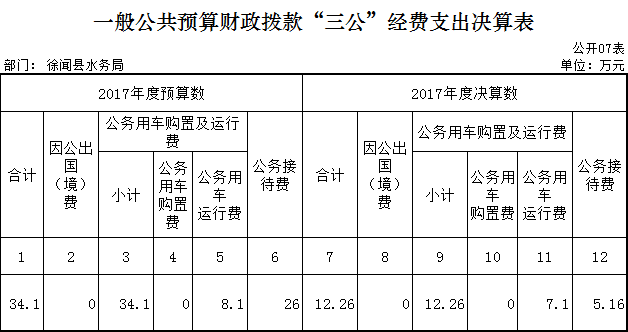 一般公共预算财政拨款“三公”经费支出决算表
公开07表
部门： 徐闻县水务局 单位：万元
2017年度预算数 2017年度决算数
合计 因公出国（境）费 公务用车购置及运行费 公务接待费 合计 因公出国（境）费 公务用车购置及运行费 公务接待费
小计 公务用车购置费 公务用车运行费 小计 公务用车购置费 公务用车运行费
1 2 3 4 5 6 7 8 9 10 11 12
34.1 0 34.1 0 8.1 26 12.26 0 12.26 0 7.1 5.16